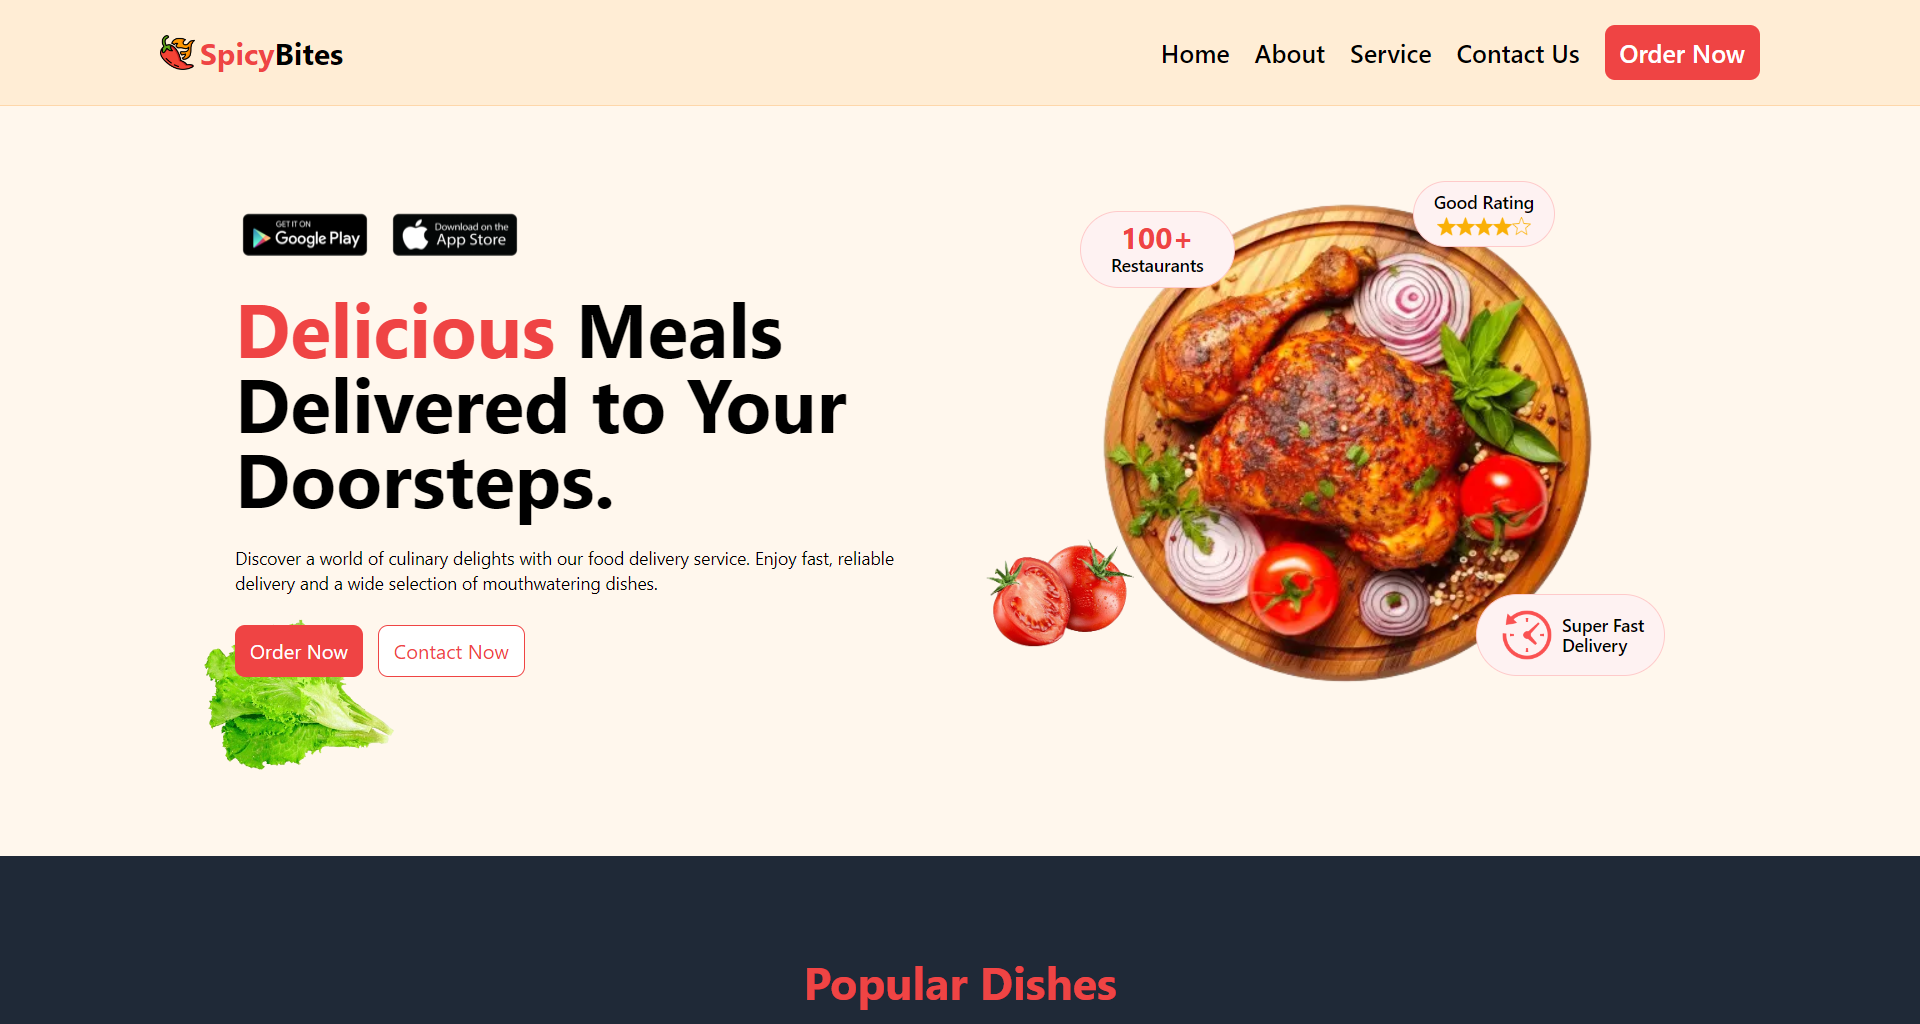 SpicyBites
Home About Service Contact Us Order Now
GET IT ON
Google Play
Download on the
App Store
Delicious Meals
Delivered to Your
Doorsteps.
Discover a world of culinary delights with our food delivery service. Enjoy fast, reliable
delivery and a wide selection of mouthwatering dishes.
Order Now Contact Now
100+
Restaurants
Good Rating
Super Fast
Delivery
Popular Dishes